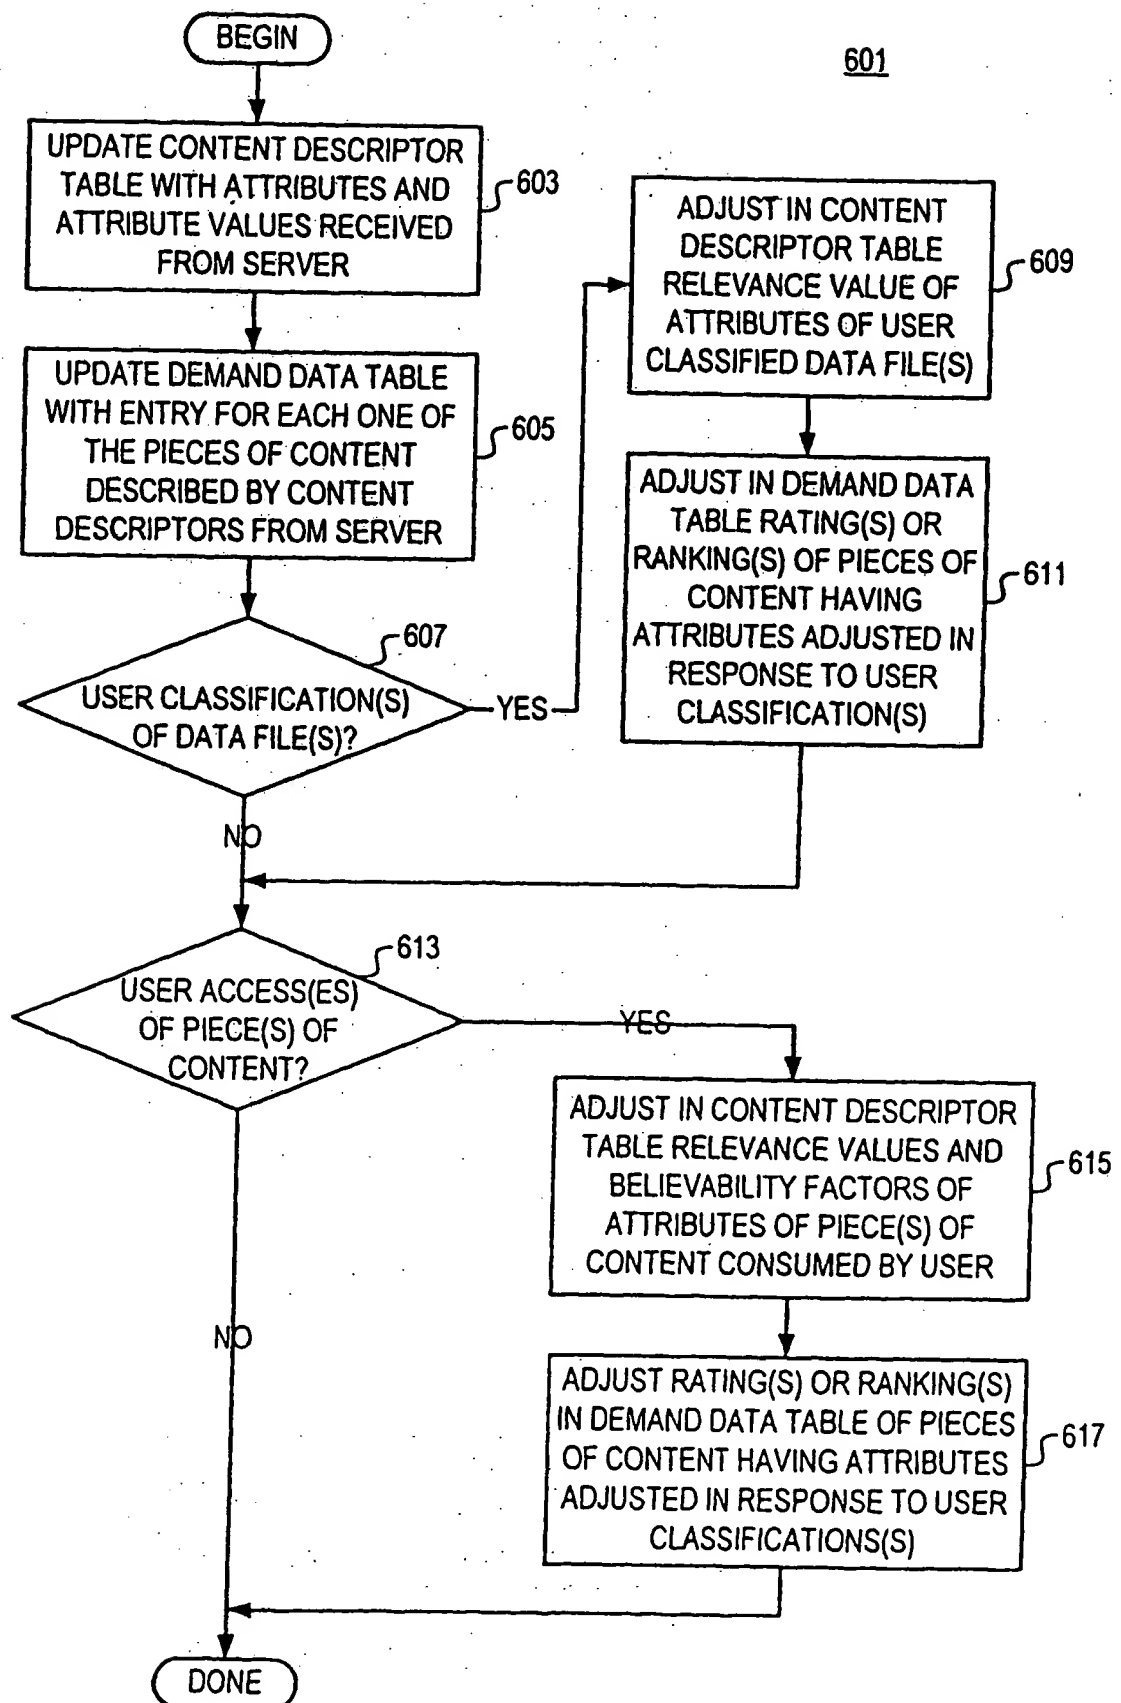 BEGIN
601
UPDATE CONTENT DESCRIPTOR
TABLE WITH ATTRIBUTES AND
ATTRIBUTE VALUES RECEIVED
FROM SERVER
603
UPDATE DEMAND DATA TABLE
WITH ENTRY FOR EACH ONE OF
THE PIECES OF CONTENT
DESCRIBED BY CONTENT
DESCRIPTORS FROM SERVER
605
607
USER CLASSIFICATION(S)
OF DATA FILE(S)?
YES
NO
ADJUST IN CONTENT
DESCRIPTOR TABLE
RELEVANCE VALUE OF
ATTRIBUTES OF USER
CLASSIFIED DATA FILE(S)
609
ADJUST IN DEMAND DATA
TABLE RATING(S) OR
RANKING(S) OF PIECES OF
CONTENT HAVING
ATTRIBUTES ADJUSTED IN
RESPONSE TO USER
CLASSIFICATION(S)
611
613
USER ACCESS(ES)
OF PIECE(S) OF
CONTENT?
YES
NO
ADJUST IN CONTENT DESCRIPTOR
TABLE RELEVANCE VALUES AND
BELIEVABILITY FACTORS OF
ATTRIBUTES OF PIECE(S) OF
CONTENT CONSUMED BY USER
615
ADJUST RATING(S) OR RANKING(S)
IN DEMAND DATA TABLE OF PIECES
OF CONTENT HAVING ATTRIBUTES
ADJUSTED IN RESPONSE TO USER
CLASSIFICATIONS(S)
617
DONE